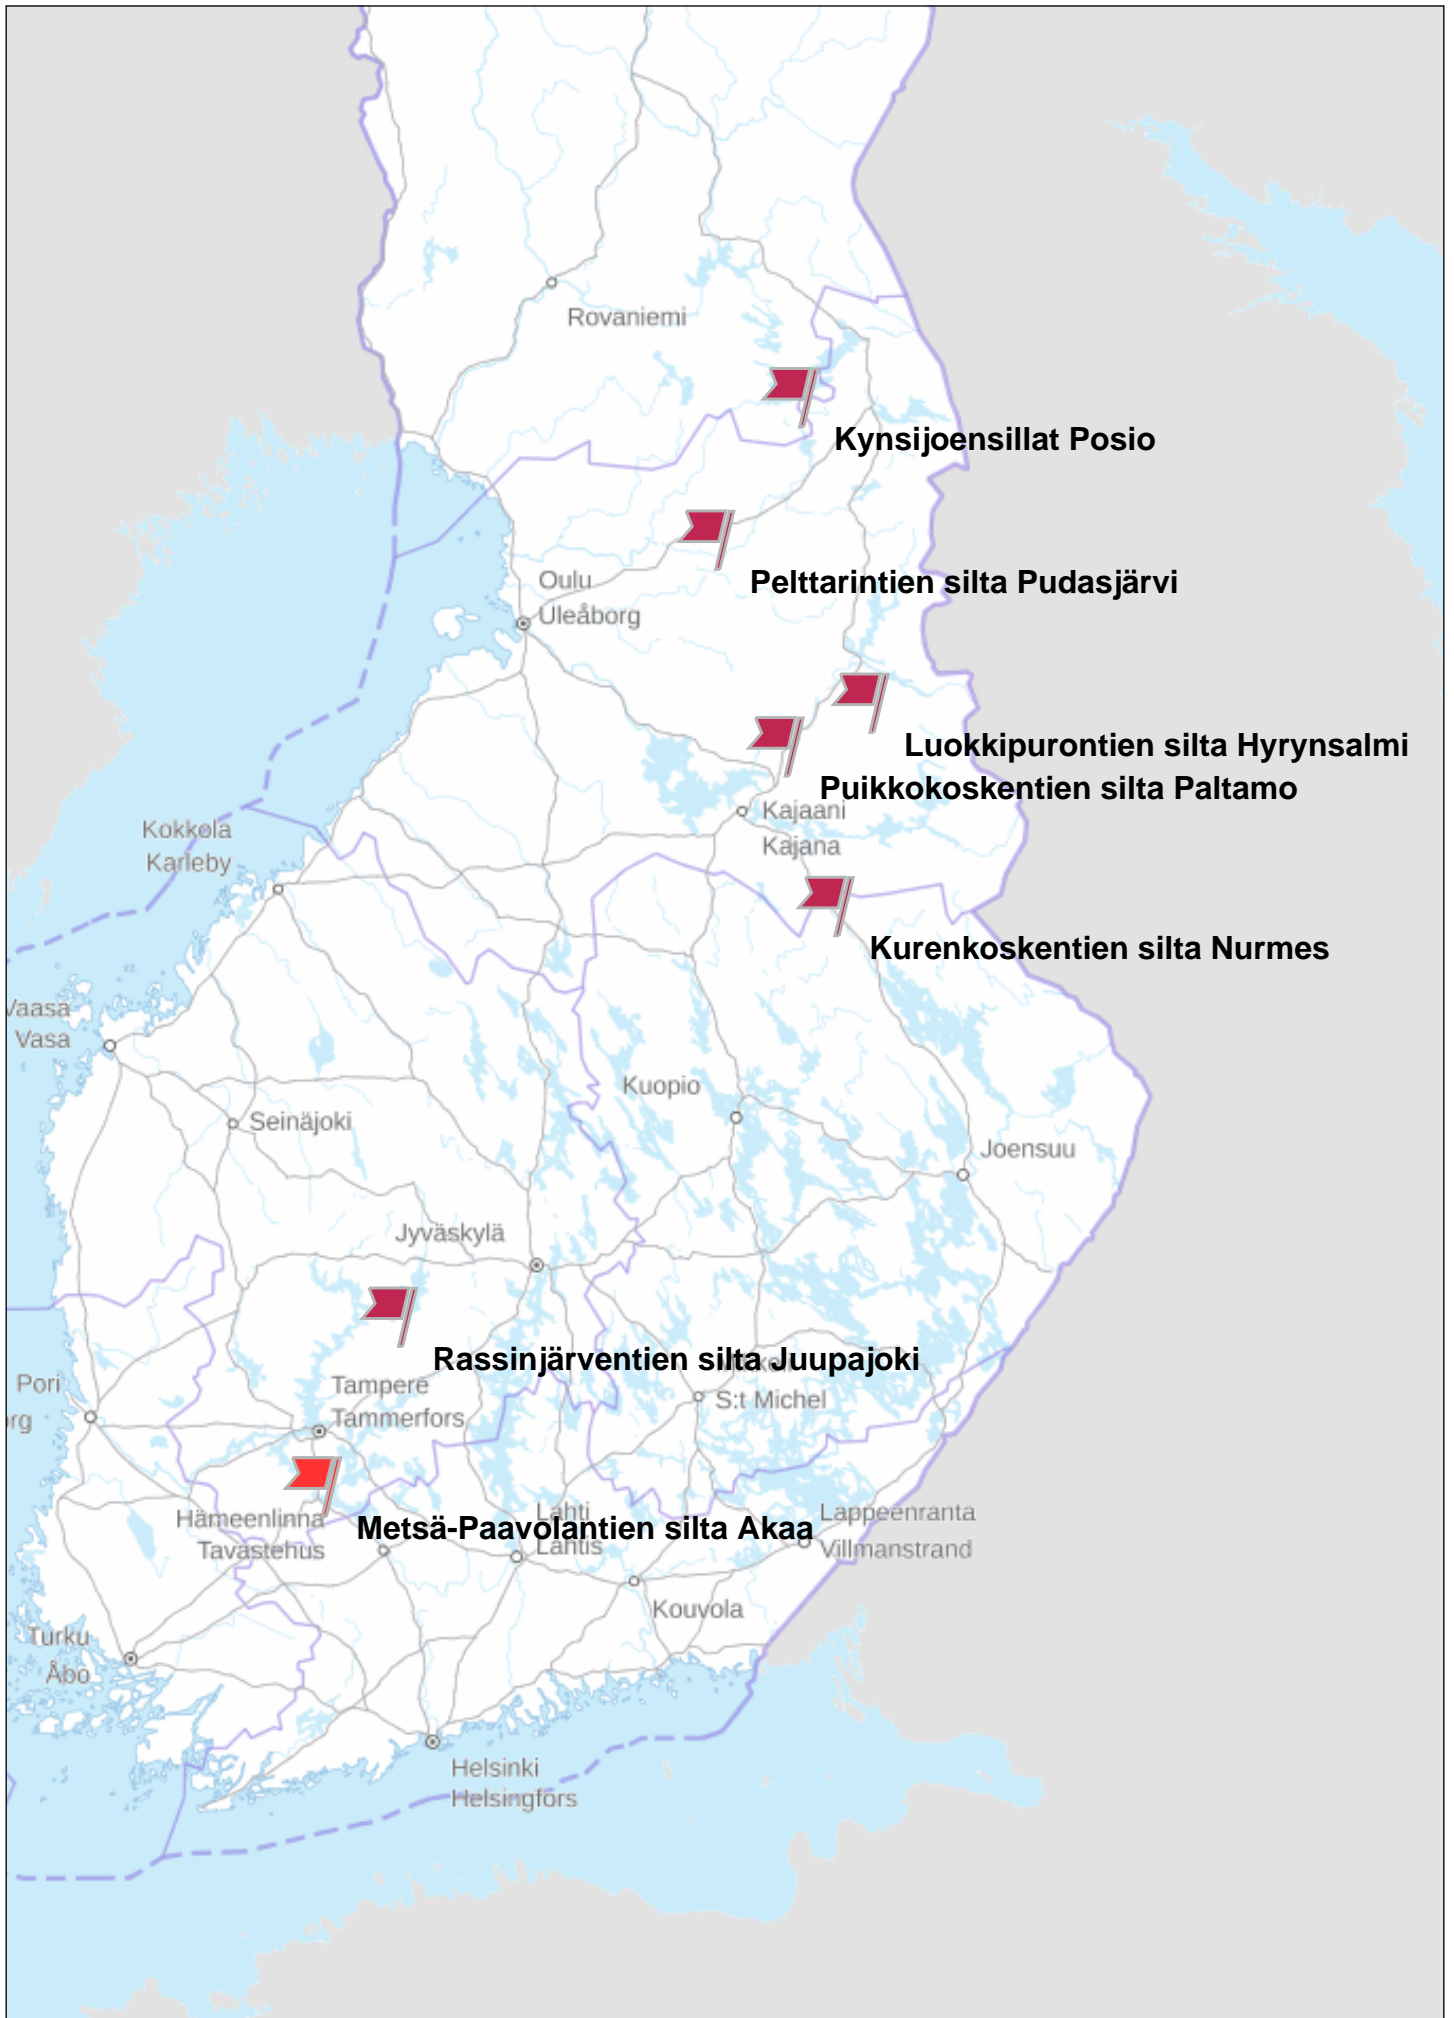 Rovaniemi
Kynsijoensillat Posio
Oulu
Uleåborg
Pelttarintien silta Pudasjärvi
Luokkipurontien silta Hyrynsalmi
Puikkokoskentien silta Paltamo
Kajaani
Kajana
Kokkola
Karleby
Kurenkoskentien silta Nurmes
Vaasa
Vasa
Kuopio
Seinäjoki
Joensuu
Jyväskylä
Rassinjärventien silta Juupajoki
S:t Michel
Pori
rg
Tampere
Tammerfors
Hämeenlinna
Tavastehus
Metsä-Paavolantien silta Akaa
Lahti
Lahtis
Lappeenranta
Villmanstrand
Kouvola
Turku
Åbo
Helsinki
Helsingfors